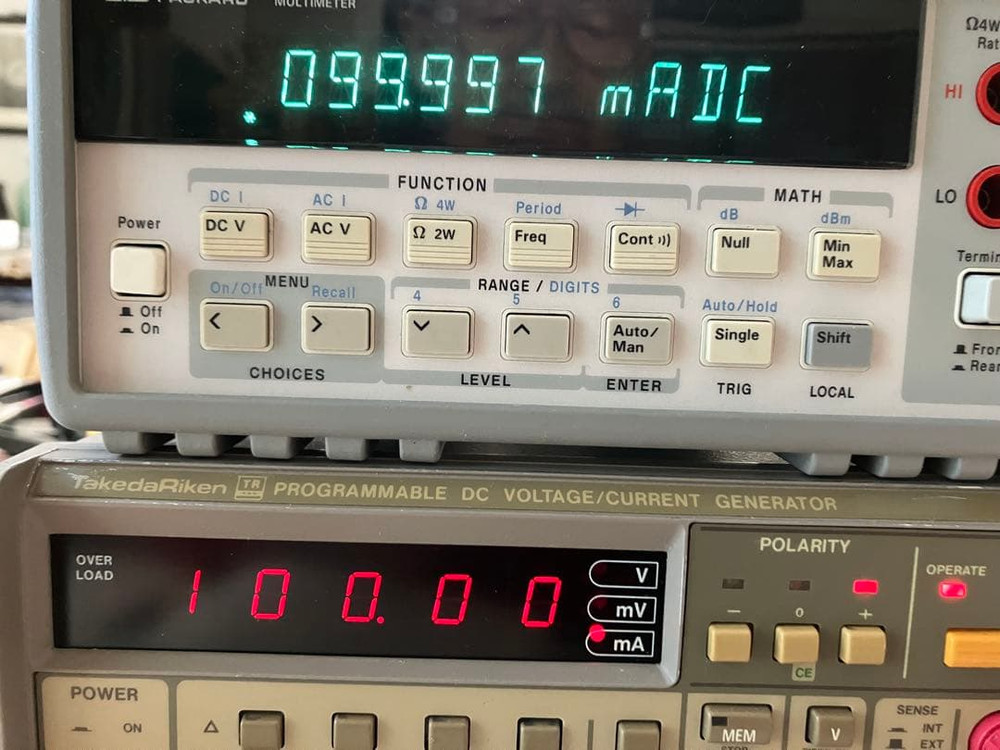 PACKARD MULTIMETER
099.997 mADC
Ω4W
HI
LO
FUNCTION
MATH
DC I AC I Ω 4W Period dB dBm
Power
DC V AC V Ω 2W Freq Cont Null Min Max
MENU
RANGE / DIGITS
On/Off Recall 4 5 6 Auto/Hold
Off
On
< > Auto/ Man Single Shift
CHOICES LEVEL ENTER TRIG LOCAL
TakedaRiken TR PROGRAMMABLE DC VOLTAGE/CURRENT GENERATOR
OVER LOAD
100.00
V
mV
mA
POLARITY
− 0 +
CE
OPERATE
POWER
ON
MEM
V
SENSE
INT
EXT